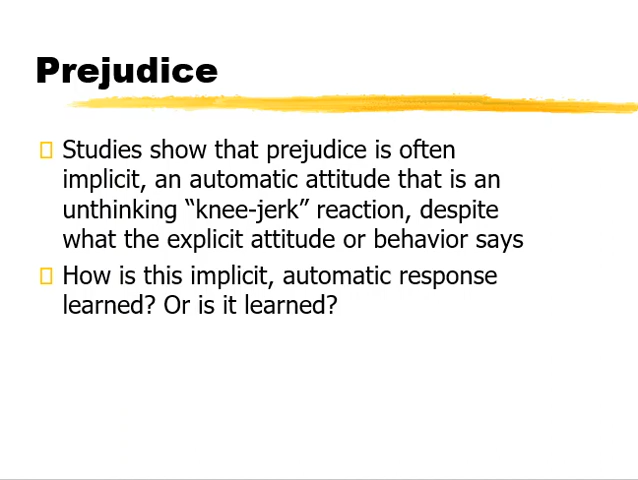 Prejudice
Studies show that prejudice is often
implicit, an automatic attitude that is an
unthinking “knee-jerk” reaction, despite
what the explicit attitude or behavior says
How is this implicit, automatic response
learned? Or is it learned?